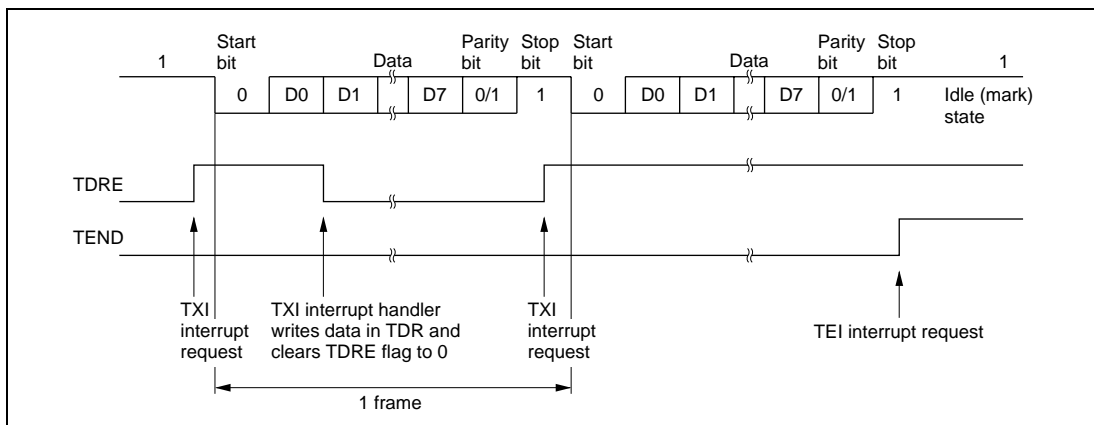 Start bit
Data
Parity bit
Stop bit
Start bit
Data
Parity bit
Stop bit
1
1
0 D0 D1 D7 0/1 1 0 D0 D1 D7 0/1 1
Idle (mark) state
TDRE
TEND
TXI
interrupt
request
TXI interrupt handler
writes data in TDR and
clears TDRE flag to 0
TXI
interrupt
request
TEI interrupt request
1 frame